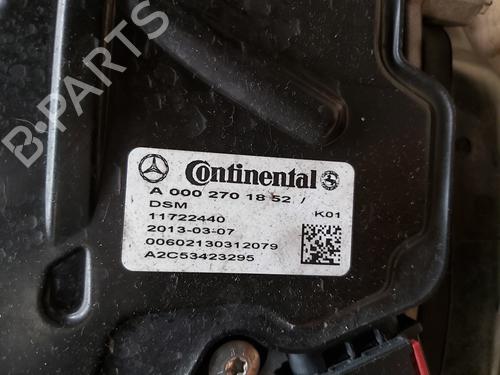 B-PARTS
Continental
A 000 270 18 52 /
DSM
11722440 K01
2013-03-07
00602130312079
A2C53423295